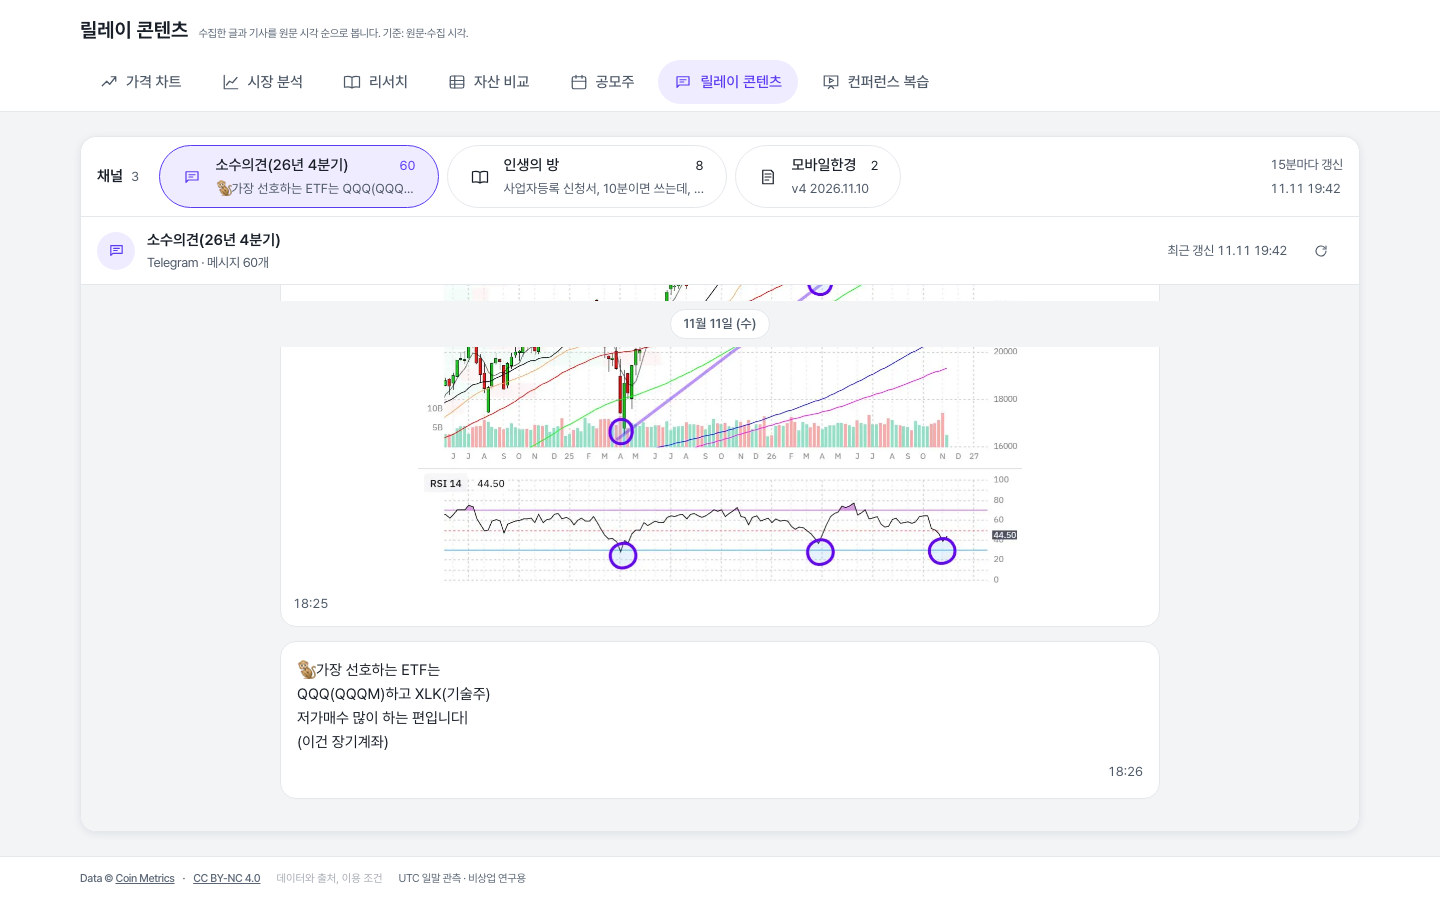 릴레이 콘텐츠 수집한 글과 기사를 원문 시각 순으로 봅니다. 기준: 원문·수집 시각.
가격 차트 시장 분석 리서치 자산 비교 공모주 릴레이 콘텐츠 컨퍼런스 복습
채널 3
소수의견(26년 4분기) 60
🐿️가장 선호하는 ETF는 QQQ(QQQ...
인생의 방 8
사업자등록 신청서, 10분이면 쓰는데, ...
모바일한경 2
v4 2026.11.10
15분마다 갱신
11.11 19:42
소수의견(26년 4분기)
Telegram · 메시지 60개
최근 갱신 11.11 19:42
11월 11일 (수)
20000
18000
16000
10B
5B
J J A S O N D 25 F M A M J J A S O N D 26 F M A M J J A S O N D 27
RSI 14 44.50
100
80
60
44.50
40
20
0
18:25
🐿️가장 선호하는 ETF는
QQQ(QQQM)하고 XLK(기술주)
저가매수 많이 하는 편입니다|
(이건 장기계좌)
18:26
Data © Coin Metrics · CC BY-NC 4.0 데이터와 출처, 이용 조건 UTC 일말 관측 · 비상업 연구용